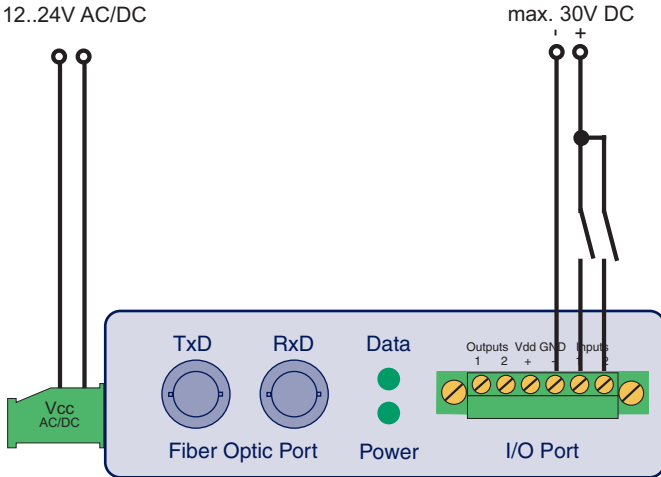 12..24V AC/DC
max. 30V DC
- +
TxD RxD Data
Outputs Vdd GND Inputs
1 2 + - 1 2
Vcc
AC/DC
Fiber Optic Port Power I/O Port